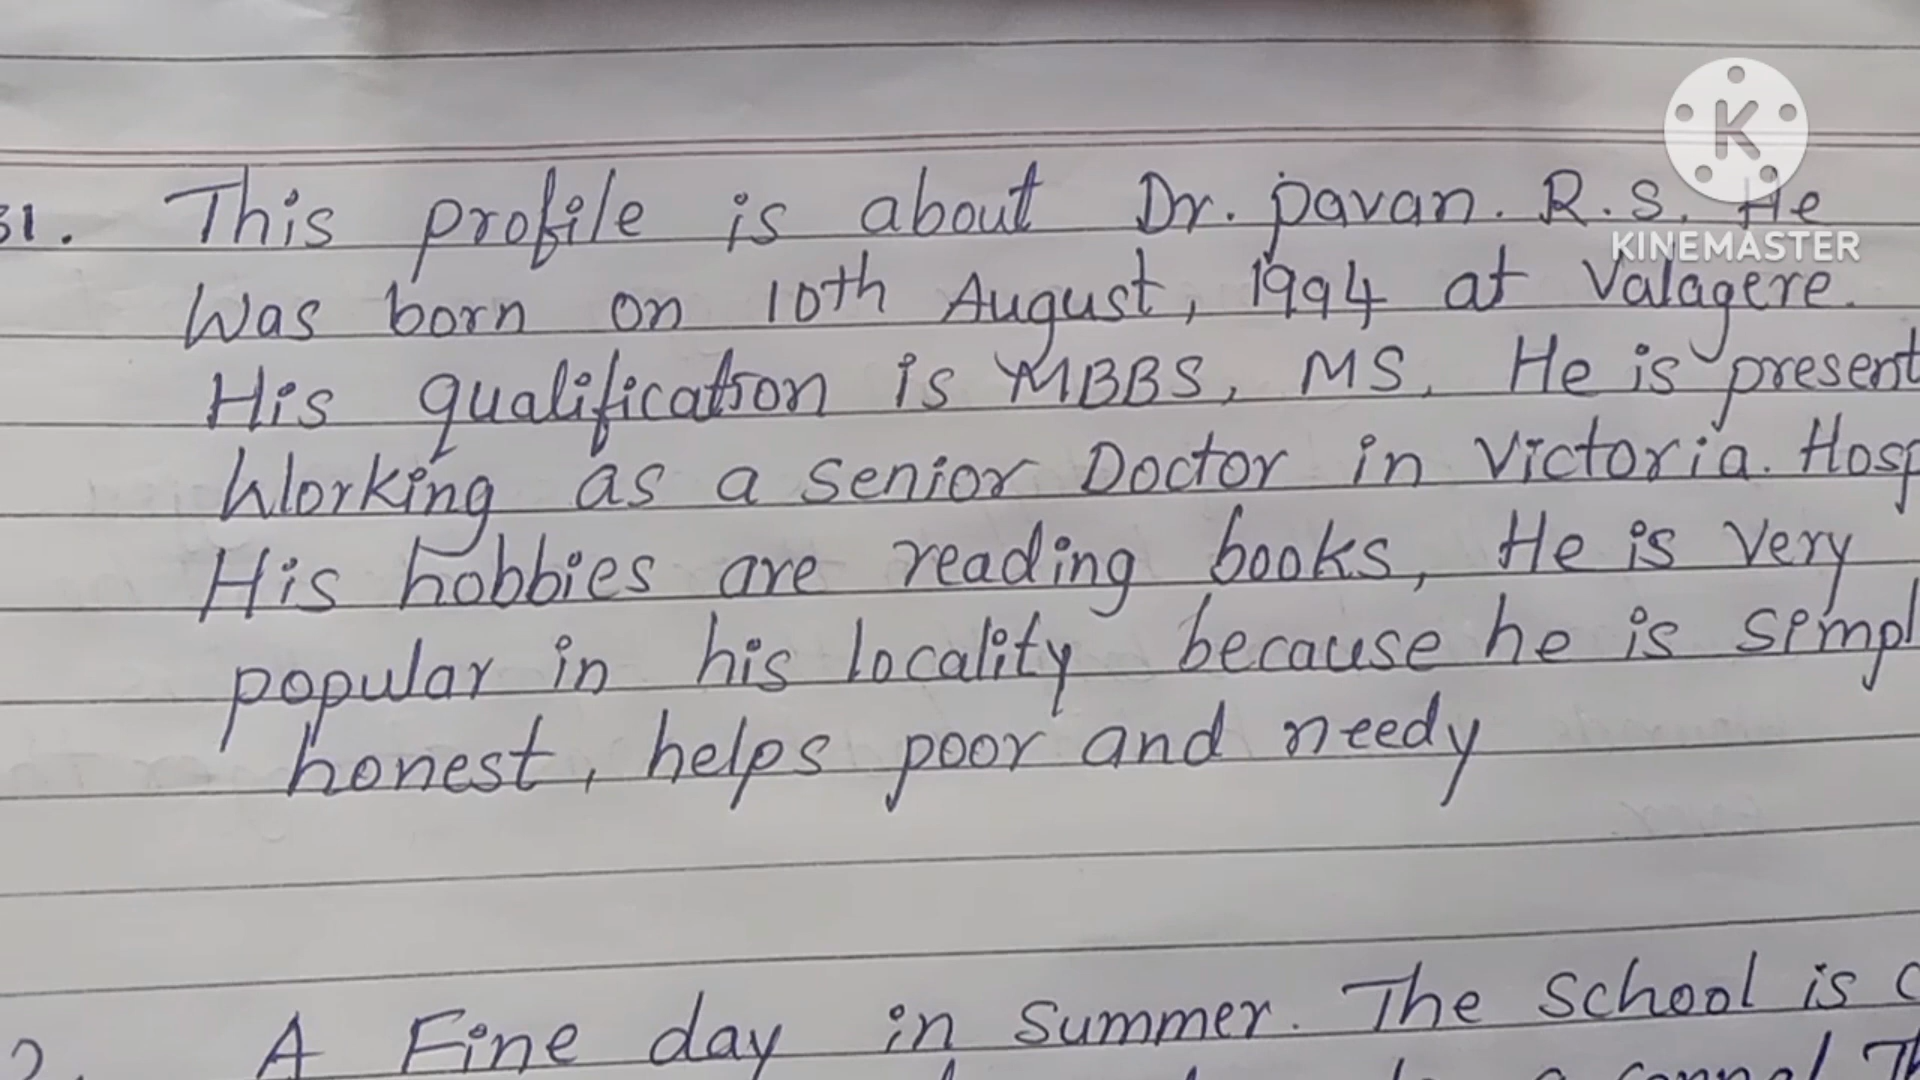 31. This profile is about Dr. pavan. R.S. He
Was born on 10th August, 1994 at Valagere.
His qualification is MBBS, MS. He is present
Working as a senior Doctor in Victoria. Hosp
His hobbies are reading books, He is very
popular in his locality because he is simpl
honest, helps poor and needy
A Fine day in summer. The school is
K
KINEMASTER